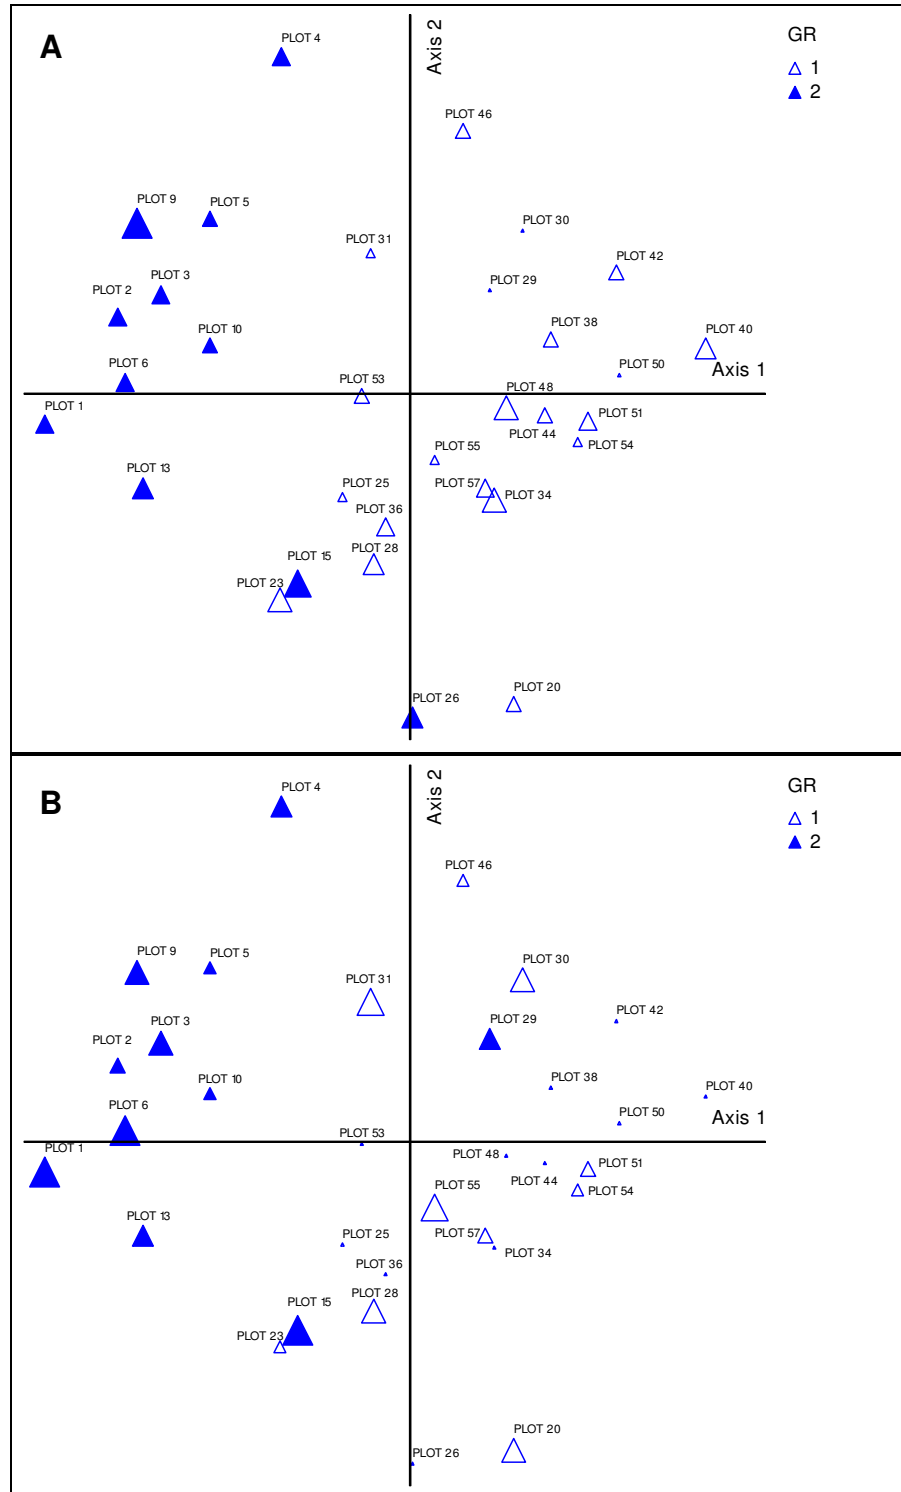 A
PLOT 4
Axis 2
GR
1
2
PLOT 46
PLOT 9
PLOT 5
PLOT 30
PLOT 31
PLOT 42
PLOT 3
PLOT 29
PLOT 2
PLOT 10
PLOT 38
PLOT 40
PLOT 6
PLOT 50
Axis 1
PLOT 53
PLOT 48
PLOT 1
PLOT 51
PLOT 44
PLOT 55
PLOT 54
PLOT 13
PLOT 25
PLOT 57
PLOT 34
PLOT 36
PLOT 28
PLOT 15
PLOT 23
PLOT 26
PLOT 20
B
PLOT 4
Axis 2
GR
1
2
PLOT 46
PLOT 9
PLOT 5
PLOT 30
PLOT 31
PLOT 42
PLOT 3
PLOT 29
PLOT 2
PLOT 10
PLOT 38
PLOT 40
PLOT 6
PLOT 50
Axis 1
PLOT 53
PLOT 1
PLOT 48
PLOT 51
PLOT 44
PLOT 55
PLOT 54
PLOT 13
PLOT 25
PLOT 57
PLOT 34
PLOT 36
PLOT 28
PLOT 15
PLOT 23
PLOT 20
PLOT 26